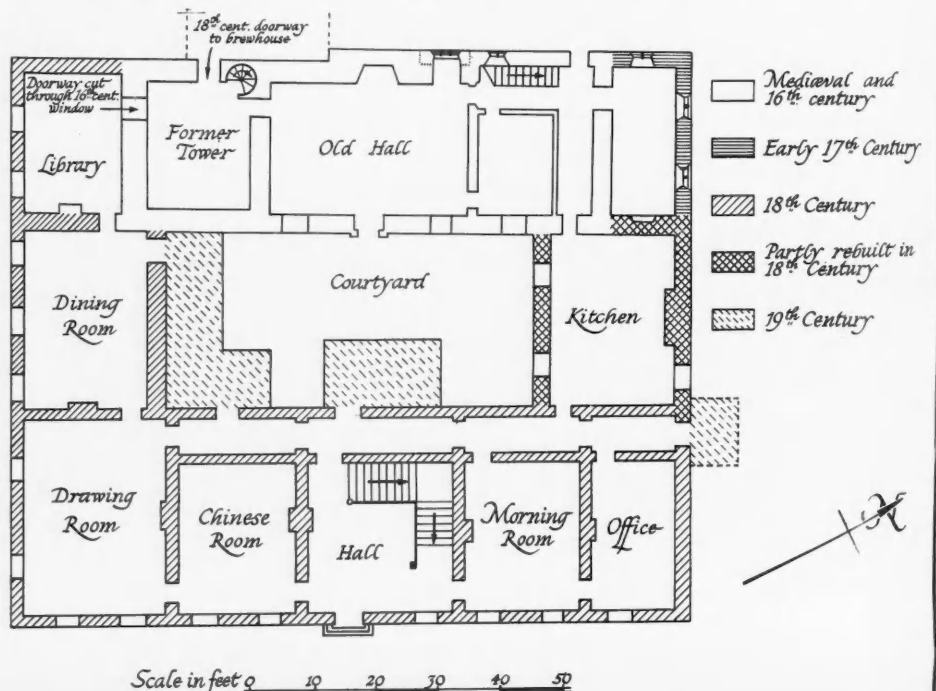 18th cent. doorway
to brewhouse
Doorway cut
through 16th cent.
window
Library
Former
Tower
Old Hall
Mediæval and
16th century
Early 17th Century
18th Century
Partly rebuilt in
18th Century
19th Century
Dining
Room
Courtyard
Kitchen
Drawing
Room
Chinese
Room
Hall
Morning
Room
Office
N
Scale in feet 0 10 20 30 40 50